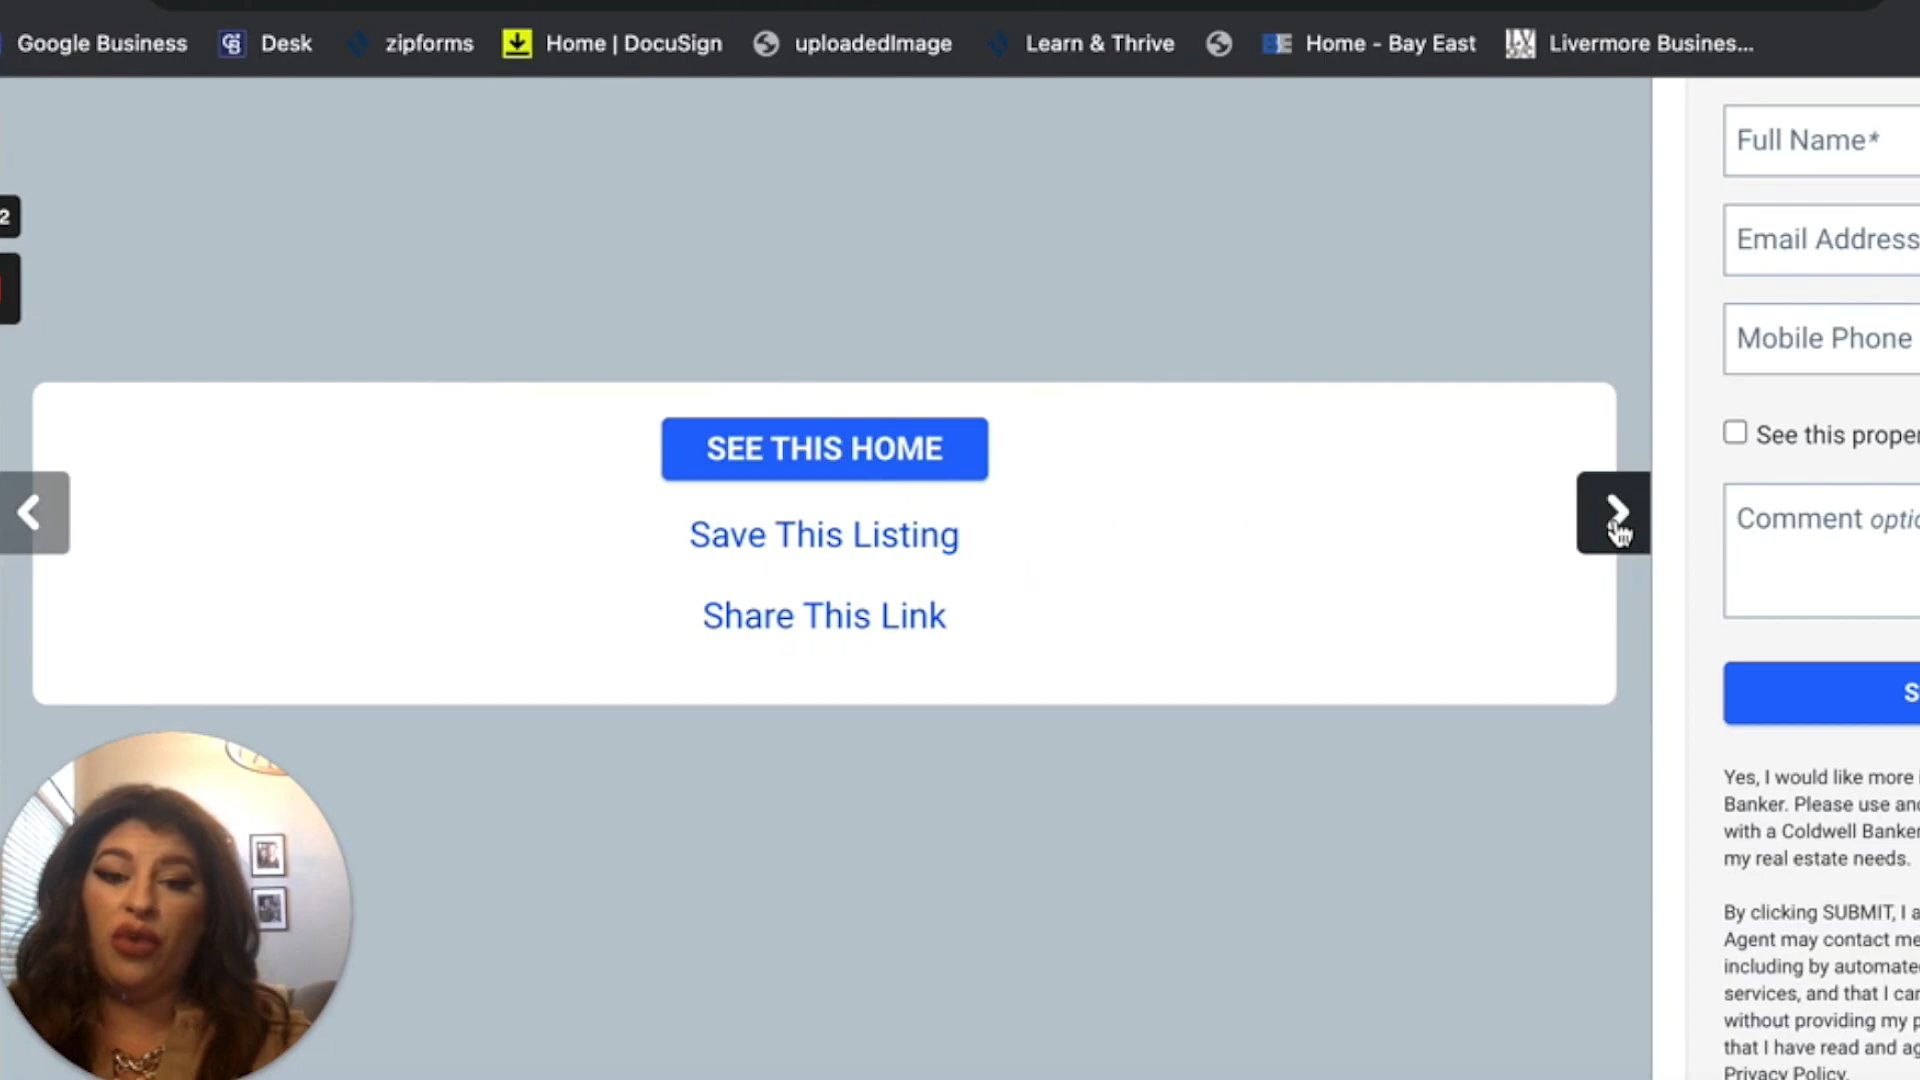 Google Business Desk zipforms Home | DocuSign uploadedImage Learn & Thrive Home - Bay East Livermore Busines...
2
Full Name*
Email Address
Mobile Phone
See this proper
Comment optio
SEE THIS HOME
Save This Listing
Share This Link
S
Yes, I would like more i
Banker. Please use and
with a Coldwell Banker
my real estate needs.
By clicking SUBMIT, I a
Agent may contact me
including by automated
services, and that I can
without providing my p
that I have read and ag
Privacy Policy.